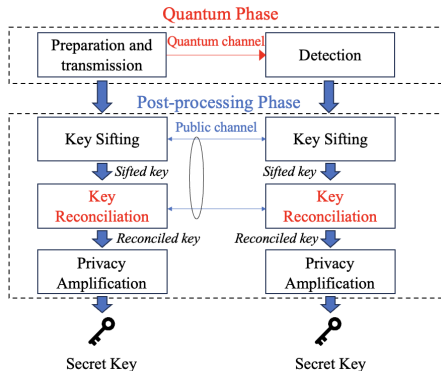 Quantum Phase
Preparation and
transmission
Quantum channel
Detection
Post-processing Phase
Key Sifting
Public channel
Key Sifting
Sifted key
Sifted key
Key
Reconciliation
Key
Reconciliation
Reconciled key
Reconciled key
Privacy
Amplification
Privacy
Amplification
Secret Key
Secret Key